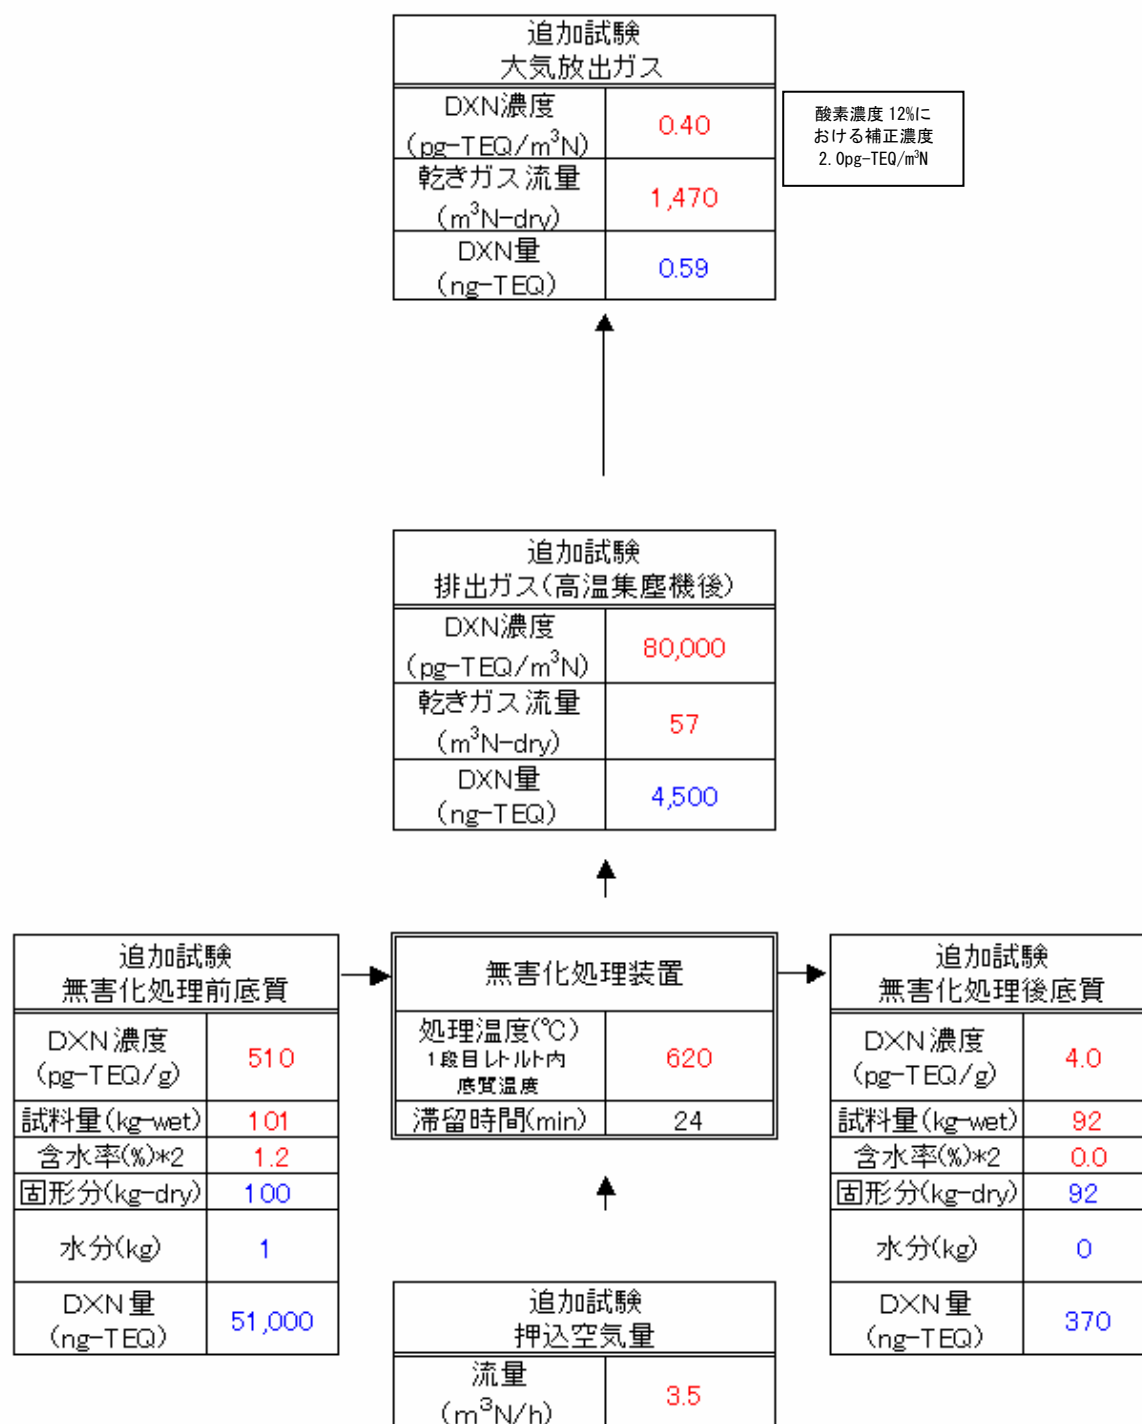 追加試験
大気放出ガス
DXN濃度
(pg-TEQ/m³N)
0.40
乾きガス流量
(m³N-dry)
1,470
DXN量
(ng-TEQ)
0.59
酸素濃度 12%に
おける補正濃度
2.0pg-TEQ/m³N
追加試験
排出ガス(高温集塵機後)
DXN濃度
(pg-TEQ/m³N)
80,000
乾きガス流量
(m³N-dry)
57
DXN量
(ng-TEQ)
4,500
追加試験
無害化処理前底質
DXN濃度
(pg-TEQ/g)
510
試料量(kg-wet)
101
含水率(%)*2
1.2
固形分(kg-dry)
100
水分(kg)
1
DXN量
(ng-TEQ)
51,000
無害化処理装置
処理温度(℃)
1段目レトルト内
底質温度
620
滞留時間(min)
24
追加試験
無害化処理後底質
DXN濃度
(pg-TEQ/g)
4.0
試料量(kg-wet)
92
含水率(%)*2
0.0
固形分(kg-dry)
92
水分(kg)
0
DXN量
(ng-TEQ)
370
追加試験
押込空気量
流量
(m³N/h)
3.5